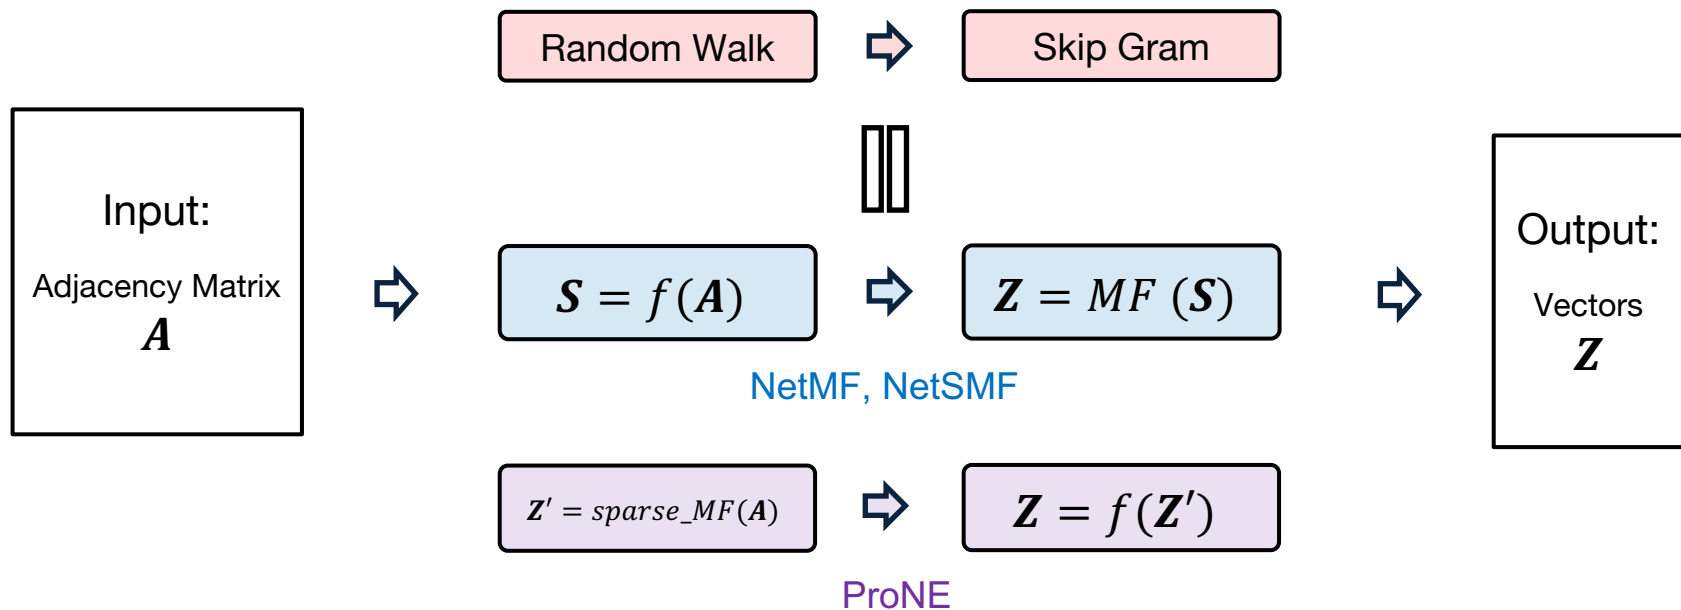 Random Walk
Skip Gram
Input:
Adjacency Matrix
A
S = f(A)
Z = MF (S)
NetMF, NetSMF
Z' = sparse_MF(A)
Z = f(Z')
ProNE
Output:
Vectors
Z